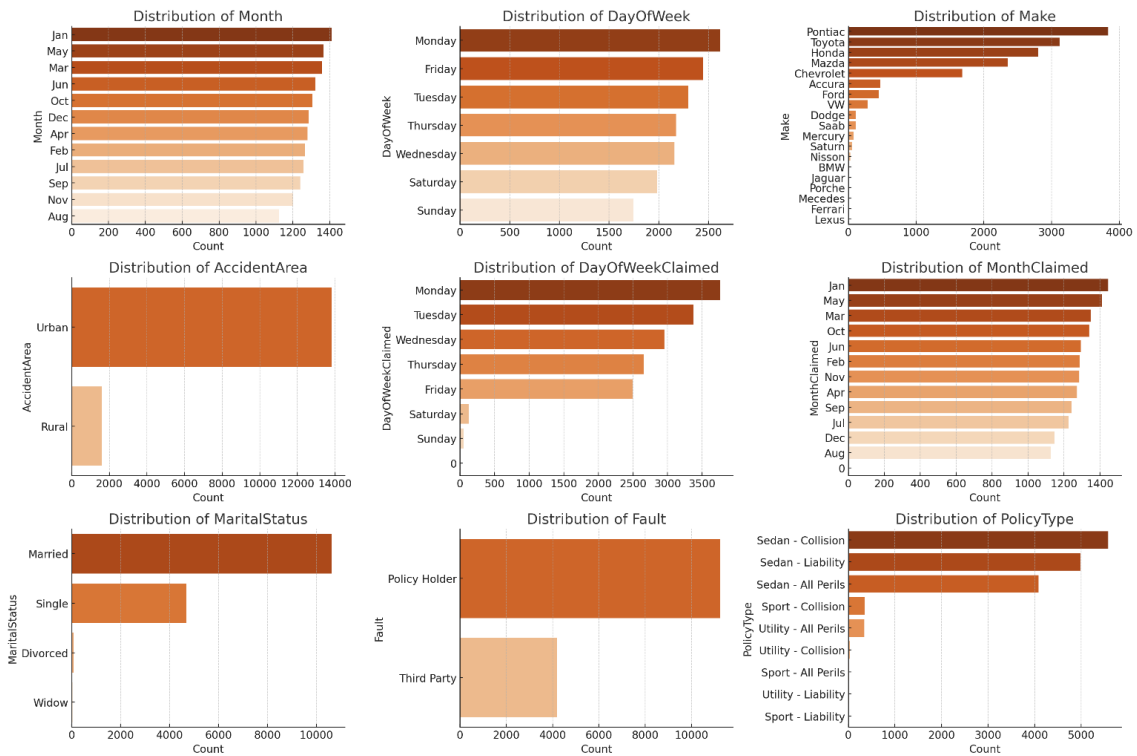 Distribution of Month
Jan
May
Mar
Jun
Oct
Dec
Apr
Feb
Jul
Sep
Nov
Aug
Month
0 200 400 600 800 1000 1200 1400
Count
Distribution of DayOfWeek
Monday
Friday
Tuesday
Thursday
Wednesday
Saturday
Sunday
DayOfWeek
0 500 1000 1500 2000 2500
Count
Distribution of Make
Pontiac
Toyota
Honda
Mazda
Chevrolet
Accura
Ford
VW
Dodge
Saab
Mercury
Saturn
Nisson
BMW
Jaguar
Porche
Mecedes
Ferrari
Lexus
Make
0 1000 2000 3000 4000
Count
Distribution of AccidentArea
Urban
Rural
AccidentArea
0 2000 4000 6000 8000 10000 12000 14000
Count
Distribution of DayOfWeekClaimed
Monday
Tuesday
Wednesday
Thursday
Friday
Saturday
Sunday
0
DayOfWeekClaimed
0 500 1000 1500 2000 2500 3000 3500
Count
Distribution of MonthClaimed
Jan
May
Mar
Oct
Jun
Feb
Nov
Apr
Sep
Jul
Dec
Aug
0
MonthClaimed
0 200 400 600 800 1000 1200 1400
Count
Distribution of MaritalStatus
Married
Single
Divorced
Widow
MaritalStatus
0 2000 4000 6000 8000 10000
Count
Distribution of Fault
Policy Holder
Third Party
Fault
0 2000 4000 6000 8000 10000
Count
Distribution of PolicyType
Sedan - Collision
Sedan - Liability
Sedan - All Perils
Sport - Collision
Utility - All Perils
Utility - Collision
Sport - All Perils
Utility - Liability
Sport - Liability
PolicyType
0 1000 2000 3000 4000 5000
Count